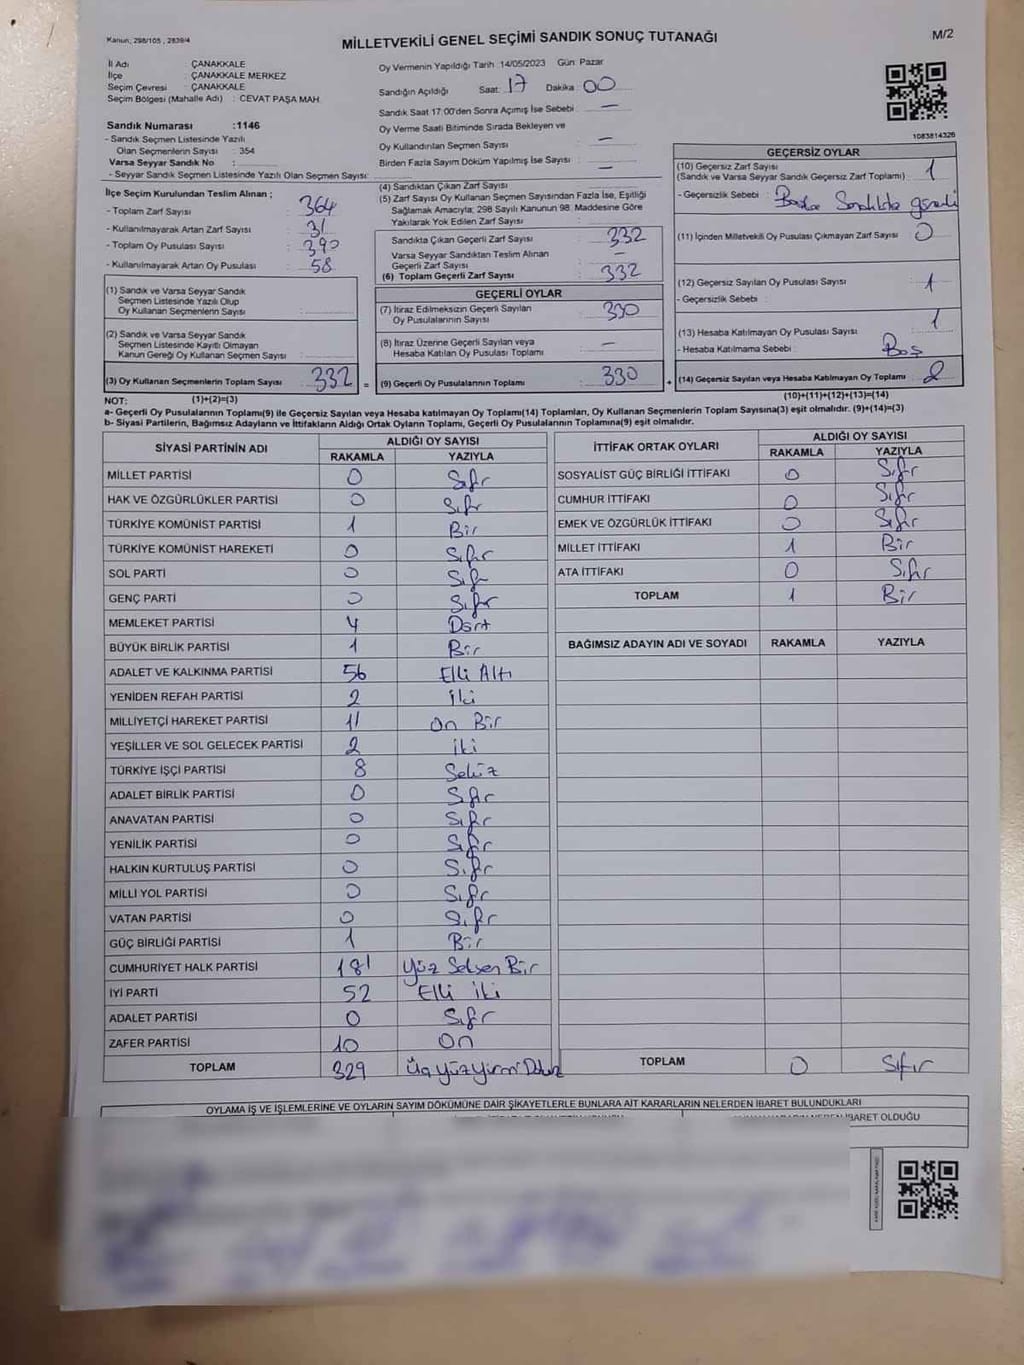 Kanun, 298/105 , 2839/4
MİLLETVEKİLİ GENEL SEÇİMİ SANDIK SONUÇ TUTANAĞI
M/2
İl Adı : ÇANAKKALE
İlçe : ÇANAKKALE MERKEZ
Seçim Çevresi : ÇANAKKALE
Seçim Bölgesi (Mahalle Adı) : CEVAT PAŞA MAH.
Sandık Numarası :1146
- Sandık Seçmen Listesinde Yazılı
Olan Seçmenlerin Sayısı : 354
Varsa Seyyar Sandık No :
- Seyyar Sandık Seçmen Listesinde Yazılı Olan Seçmen Sayısı:
Oy Vermenin Yapıldığı Tarih :14/05/2023 Gün: Pazar
Sandığın Açıldığı Saat: 17 Dakika: 00
Sandık Saat 17:00'den Sonra Açımış İse Sebebi : —
Oy Verme Saati Bitiminde Sırada Bekleyen ve
Oy Kullandırılan Seçmen Sayısı : —
Birden Fazla Sayım Döküm Yapılmış İse Sayısı : —
1083814326
İlçe Seçim Kurulundan Teslim Alınan ;
- Toplam Zarf Sayısı : 364
- Kullanılmayarak Artan Zarf Sayısı : 31
- Toplam Oy Pusulası Sayısı : 390
- Kullanılmayarak Artan Oy Pusulası : 58
(1) Sandık ve Varsa Seyyar Sandık
Seçmen Listesinde Yazılı Olup
Oy Kullanan Seçmenlerin Sayısı :
(2) Sandık ve Varsa Seyyar Sandık
Seçmen Listesinde Kayıtlı Olmayan
Kanun Gereği Oy Kullanan Seçmen Sayısı :
(3) Oy Kullanan Seçmenlerin Toplam Sayısı : 332 =
(4) Sandıktan Çıkan Zarf Sayısı
(5) Zarf Sayısı Oy Kullanan Seçmen Sayısından Fazla İse, Eşitliği
Sağlamak Amacıyla; 298 Sayılı Kanunun 98. Maddesine Göre
Yakılarak Yok Edilen Zarf Sayısı :
Sandıkta Çıkan Geçerli Zarf Sayısı : 332
Varsa Seyyar Sandıktan Teslim Alınan
Geçerli Zarf Sayısı : —
(6) Toplam Geçerli Zarf Sayısı : 332
GEÇERLİ OYLAR
(7) İtiraz Edilmeksizin Geçerli Sayılan
Oy Pusulalarının Sayısı : 330
(8) İtiraz Üzerine Geçerli Sayılan veya
Hesaba Katılan Oy Pusulası Toplamı : —
(9) Geçerli Oy Pusulalarının Toplamı : 330 +
GEÇERSİZ OYLAR
(10) Geçersiz Zarf Sayısı
(Sandık ve Varsa Seyyar Sandık Geçersiz Zarf Toplamı) : 1
- Geçersizlik Sebebi : Başka Sandıkta
(11) İçinden Milletvekili Oy Pusulası Çıkmayan Zarf Sayısı : 0
(12) Geçersiz Sayılan Oy Pusulası Sayısı : 1
- Geçersizlik Sebebi :
(13) Hesaba Katılmayan Oy Pusulası Sayısı : 1
- Hesaba Katılmama Sebebi : Boş
(14) Geçersiz Sayılan veya Hesaba Katılmayan Oy Toplamı : 2
NOT: (1)+(2)=(3)
(10)+(11)+(12)+(13)=(14)
a- Geçerli Oy Pusulalarının Toplamı(9) ile Geçersiz Sayılan veya Hesaba katılmayan Oy Toplamı(14) Toplamları, Oy Kullanan Seçmenlerin Toplam Sayısına(3) eşit olmalıdır. (9)+(14)=(3)
b- Siyasi Partilerin, Bağımsız Adayların ve İttifakların Aldığı Ortak Oyların Toplamı, Geçerli Oy Pusulalarının Toplamına(9) eşit olmalıdır.
SİYASİ PARTİNİN ADI ALDIĞI OY SAYISI
RAKAMLA YAZIYLA
MİLLET PARTİSİ 0 Sıfır
HAK VE ÖZGÜRLÜKLER PARTİSİ 0 Sıfır
TÜRKİYE KOMÜNİST PARTİSİ 1 Bir
TÜRKİYE KOMÜNİST HAREKETİ 0 Sıfır
SOL PARTİ 0 Sıfır
GENÇ PARTİ 0 Sıfır
MEMLEKET PARTİSİ 4 Dört
BÜYÜK BİRLİK PARTİSİ 1 Bir
ADALET VE KALKINMA PARTİSİ 56 Elli Altı
YENİDEN REFAH PARTİSİ 2 İki
MİLLİYETÇİ HAREKET PARTİSİ 11 On Bir
YEŞİLLER VE SOL GELECEK PARTİSİ 2 İki
TÜRKİYE İŞÇİ PARTİSİ 8 Sekiz
ADALET BİRLİK PARTİSİ 0 Sıfır
ANAVATAN PARTİSİ 0 Sıfır
YENİLİK PARTİSİ 0 Sıfır
HALKIN KURTULUŞ PARTİSİ 0 Sıfır
MİLLİ YOL PARTİSİ 0 Sıfır
VATAN PARTİSİ 0 Sıfır
GÜÇ BİRLİĞİ PARTİSİ 1 Bir
CUMHURİYET HALK PARTİSİ 181 Yüz Seksen Bir
İYİ PARTİ 52 Elli İki
ADALET PARTİSİ 0 Sıfır
ZAFER PARTİSİ 10 On
TOPLAM 329 Üç Yüz Yirmi Dokuz
İTTİFAK ORTAK OYLARI ALDIĞI OY SAYISI
RAKAMLA YAZIYLA
SOSYALİST GÜÇ BİRLİĞİ İTTİFAKI 0 Sıfır
CUMHUR İTTİFAKI 0 Sıfır
EMEK VE ÖZGÜRLÜK İTTİFAKI 0 Sıfır
MİLLET İTTİFAKI 1 Bir
ATA İTTİFAKI 0 Sıfır
TOPLAM 1 Bir
BAĞIMSIZ ADAYIN ADI VE SOYADI RAKAMLA YAZIYLA
TOPLAM 0 Sıfır
OYLAMA İŞ VE İŞLEMLERİNE VE OYLARIN SAYIM DÖKÜMÜNE DAİR ŞİKAYETLERLE BUNLARA AİT KARARLARIN NELERDEN İBARET BULUNDUKLARI
İBARET OLDUĞU